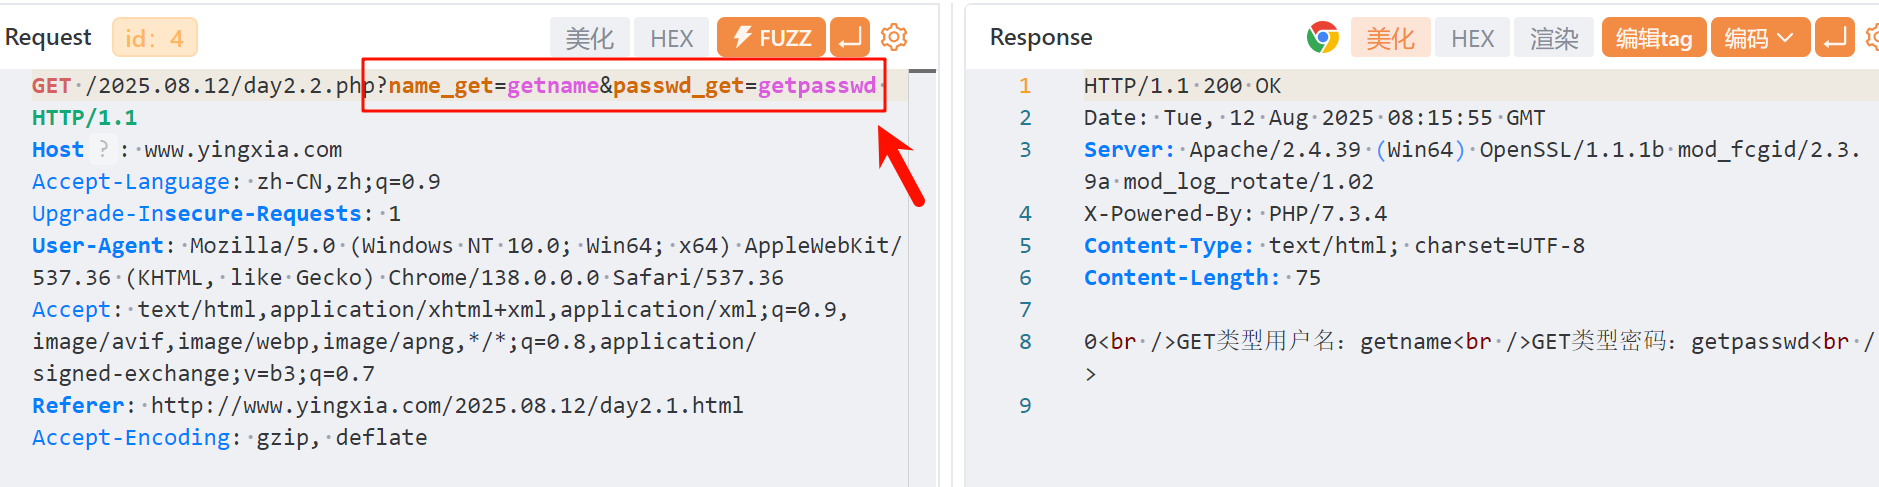 Request id: 4 美化 HEX FUZZ
GET /2025.08.12/day2.2.php?name_get=getname&passwd_get=getpasswd
HTTP/1.1
Host ? : www.yingxia.com
Accept-Language: zh-CN,zh;q=0.9
Upgrade-Insecure-Requests: 1
User-Agent: Mozilla/5.0 (Windows NT 10.0; Win64; x64) AppleWebKit/
537.36 (KHTML, like Gecko) Chrome/138.0.0.0 Safari/537.36
Accept: text/html,application/xhtml+xml,application/xml;q=0.9,
image/avif,image/webp,image/apng,*/*;q=0.8,application/
signed-exchange;v=b3;q=0.7
Referer: http://www.yingxia.com/2025.08.12/day2.1.html
Accept-Encoding: gzip, deflate
Response 美化 HEX 渲染 编辑tag 编码
1 HTTP/1.1 200 OK
2 Date: Tue, 12 Aug 2025 08:15:55 GMT
3 Server: Apache/2.4.39 (Win64) OpenSSL/1.1.1b mod_fcgid/2.3.
9a mod_log_rotate/1.02
4 X-Powered-By: PHP/7.3.4
5 Content-Type: text/html; charset=UTF-8
6 Content-Length: 75
7
8 0<br />GET类型用户名：getname<br />GET类型密码：getpasswd<br /
>
9